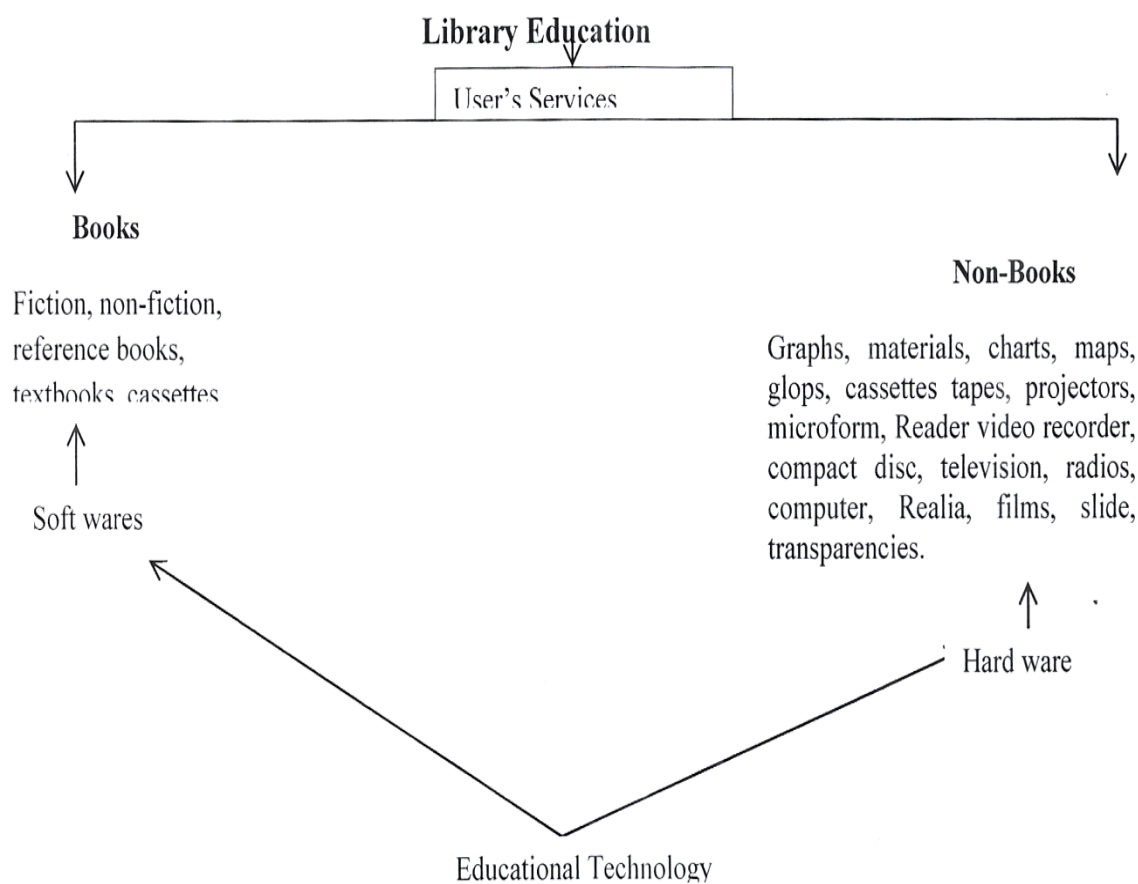 Library Education
User's Services
Books
Fiction, non-fiction,
reference books,
textbooks, cassettes
Soft wares
Non-Books
Graphs, materials, charts, maps,
glops, cassettes tapes, projectors,
microform, Reader video recorder,
compact disc, television, radios,
computer, Realia, films, slide,
transparencies.
Hard ware
Educational Technology